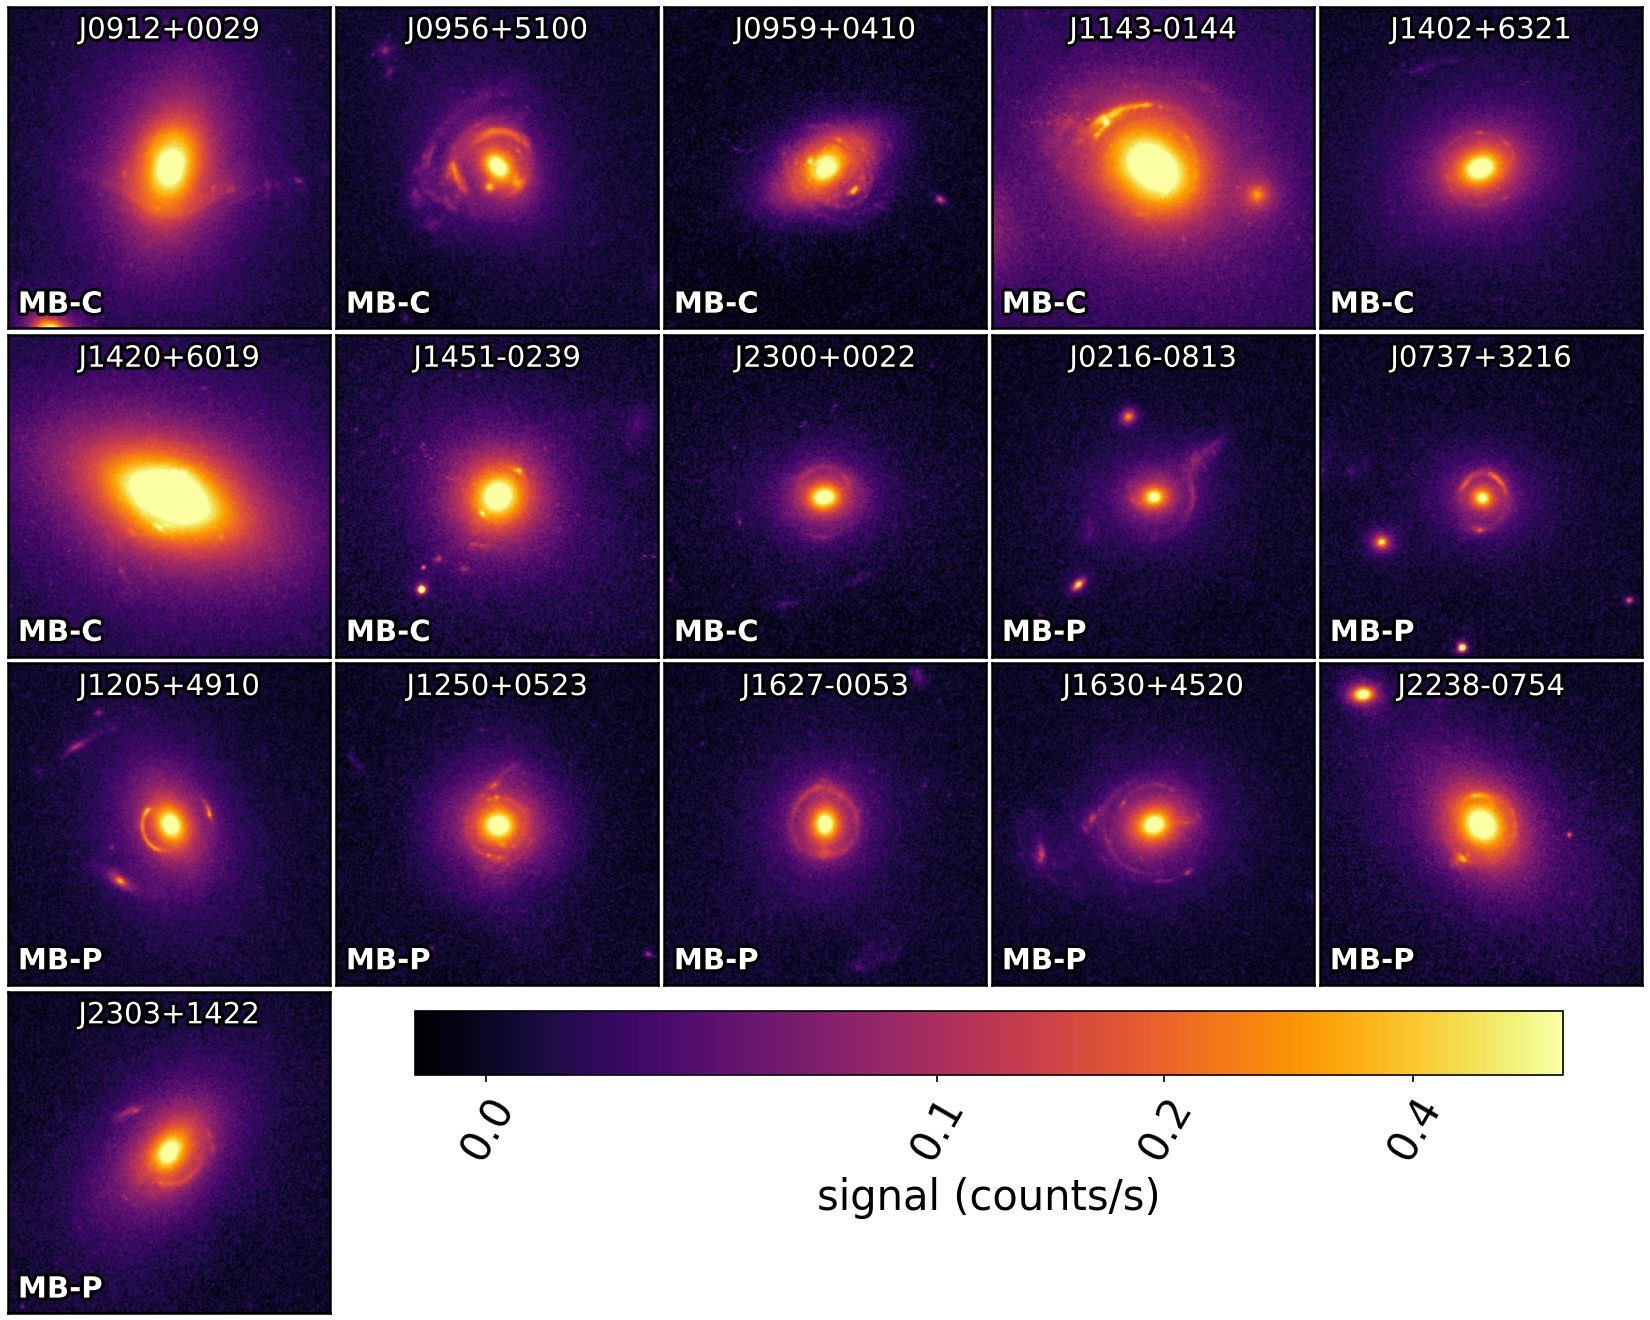 J0912+0029
J0956+5100
J0959+0410
J1143-0144
J1402+6321
MB-C
MB-C
MB-C
MB-C
MB-C
J1420+6019
J1451-0239
J2300+0022
J0216-0813
J0737+3216
MB-C
MB-C
MB-C
MB-P
MB-P
J1205+4910
J1250+0523
J1627-0053
J1630+4520
J2238-0754
MB-P
MB-P
MB-P
MB-P
MB-P
J2303+1422
MB-P
0.0
0.1
0.2
0.4
signal (counts/s)